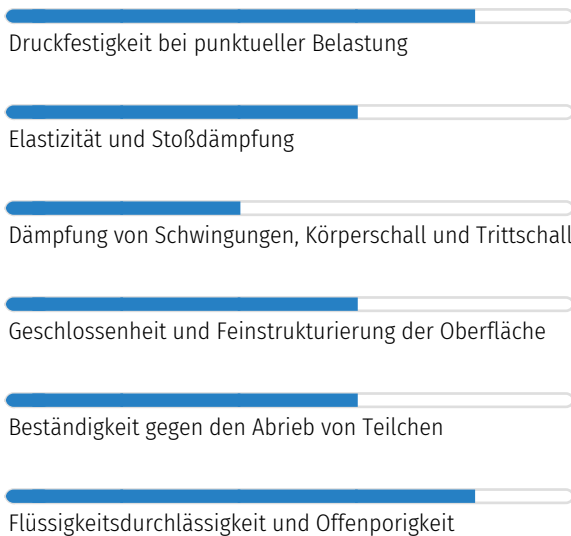 Druckfestigkeit bei punktueller Belastung
Elastizität und Stoßdämpfung
Dämpfung von Schwingungen, Körperschall und Trittschall
Geschlossenheit und Feinstrukturierung der Oberfläche
Beständigkeit gegen den Abrieb von Teilchen
Flüssigkeitsdurchlässigkeit und Offenporigkeit